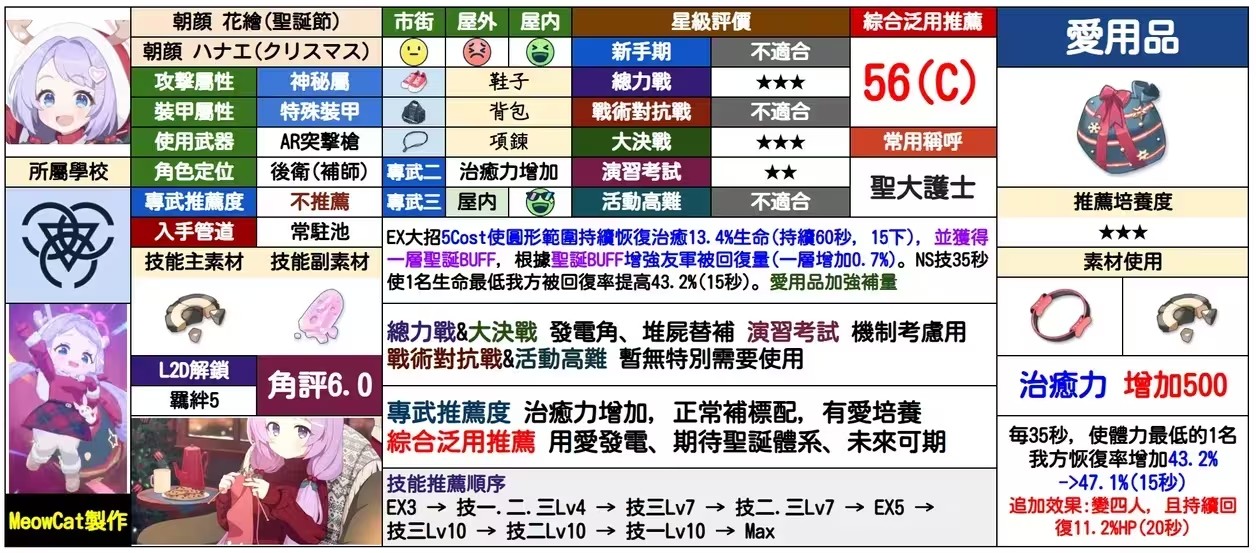 朝顔 花繪(聖誕節)
朝顔 ハナエ(クリスマス)
攻擊屬性 神秘屬
裝甲屬性 特殊裝甲
使用武器 AR突擊槍
角色定位 後衛(補師)
專武推薦度 不推薦
入手管道 常駐池
技能主素材 技能副素材
L2D解鎖
羈絆5
角評6.0
所屬學校
MeowCat製作
市街 屋外 屋內
鞋子
背包
項鍊
專武二 治癒力增加
專武三 屋內
星級評價
新手期 不適合
總力戰 ★★★
戰術對抗戰 不適合
大決戰 ★★★
演習考試 ★★
活動高難 不適合
綜合泛用推薦
56(C)
常用稱呼
聖大護士
EX大招5Cost使圓形範圍持續恢復治癒13.4%生命(持續60秒, 15下), 並獲得
一層聖誕BUFF, 根據聖誕BUFF增強友軍被回復量(一層增加0.7%)。NS技35秒
使1名生命最低我方被回復率提高43.2%(15秒)。愛用品加強補量
總力戰&大決戰 發電角、堆屍替補 演習考試 機制考慮用
戰術對抗戰&活動高難 暫無特別需要使用
專武推薦度 治癒力增加, 正常補標配, 有愛培養
綜合泛用推薦 用愛發電、期待聖誕體系、未來可期
技能推薦順序
EX3 → 技一.二.三Lv4 → 技三Lv7 → 技二.三Lv7 → EX5 →
技三Lv10 → 技二Lv10 → 技一Lv10 → Max
愛用品
推薦培養度
★★★
素材使用
治癒力 增加500
每35秒, 使體力最低的1名
我方恢復率增加43.2%
->47.1%(15秒)
追加效果:變四人, 且持續回
復11.2%HP(20秒)